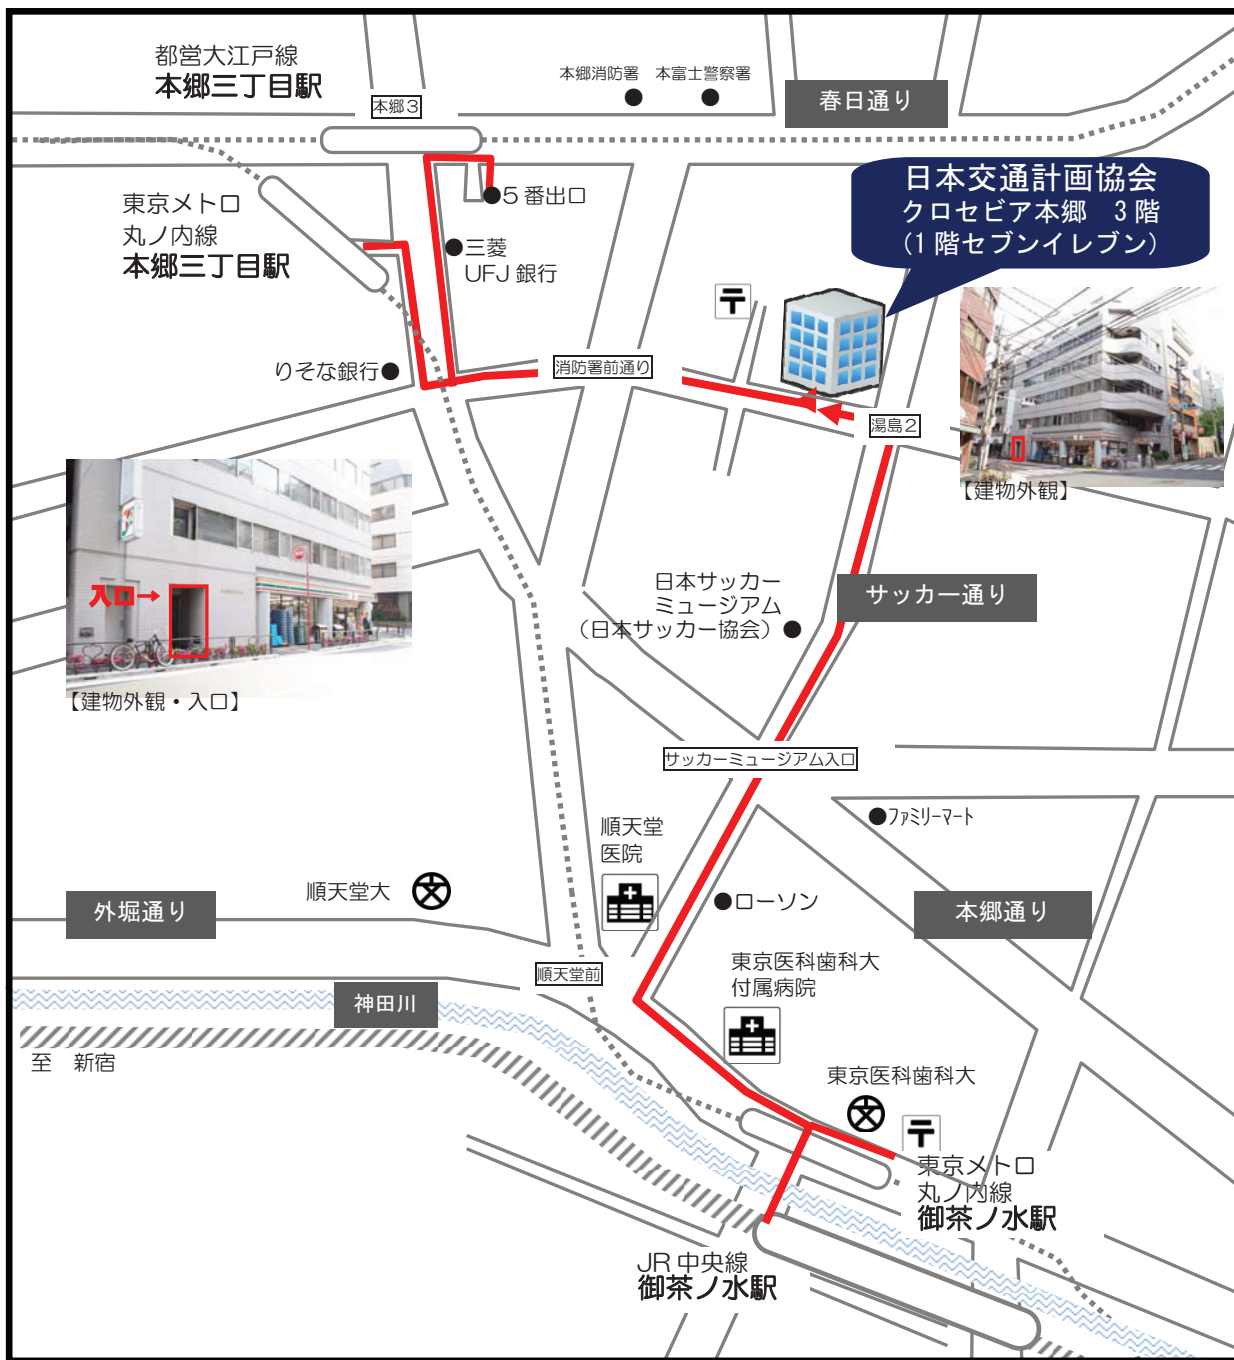 都営大江戸線
本郷三丁目駅
本郷3
本郷消防署
本富士警察署
春日通り
日本交通計画協会
クロセビア本郷　3階
(1階セブンイレブン)
5番出口
東京メトロ
丸ノ内線
本郷三丁目駅
三菱
UFJ銀行
〒
りそな銀行
消防署前通り
湯島2
【建物外観】
入口→
【建物外観・入口】
日本サッカー
ミュージアム
(日本サッカー協会)
サッカー通り
サッカーミュージアム入口
ファミリーマート
順天堂
医院
順天堂大
外堀通り
ローソン
本郷通り
順天堂前
東京医科歯科大
付属病院
神田川
至　新宿
東京医科歯科大
〒
東京メトロ
丸ノ内線
御茶ノ水駅
JR中央線
御茶ノ水駅